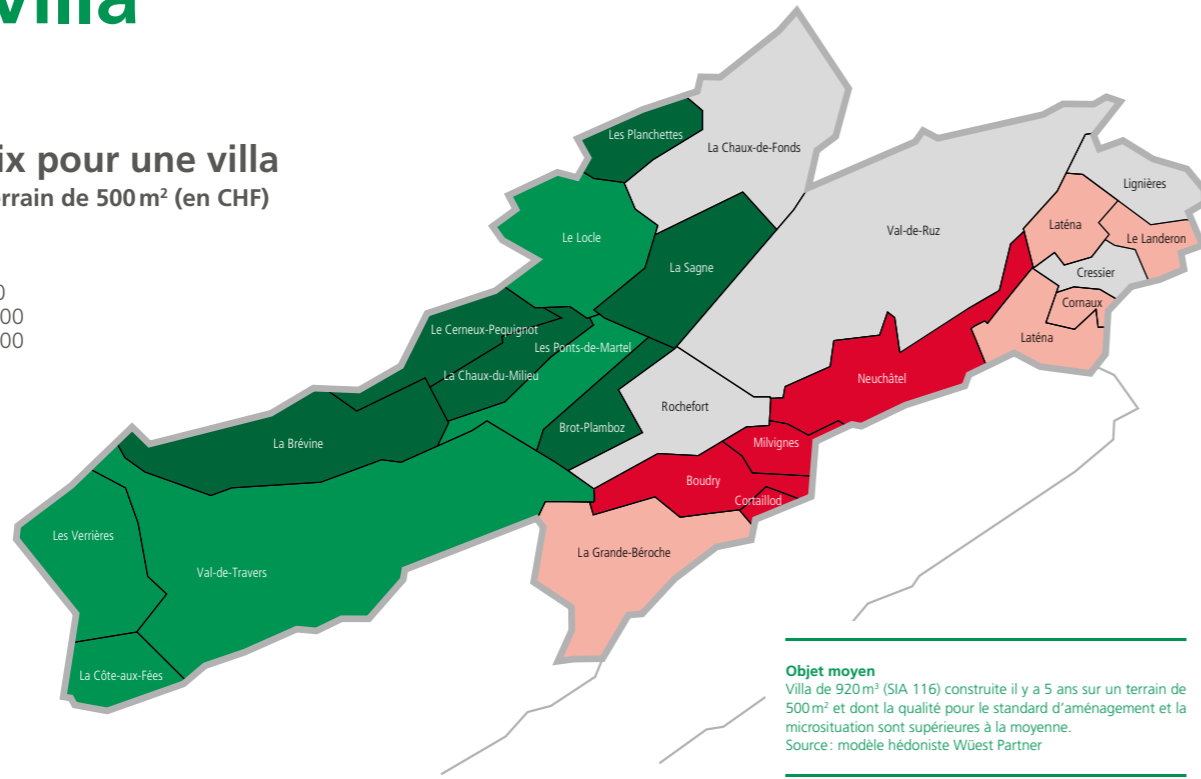 villa
ix pour une villa
errain de 500 m² (en CHF)
0
00
00
Les Planchettes
La Chaux-de-Fonds
Le Locle
La Sagne
Val-de-Ruz
Lignières
Laténa
Le Landeron
Cressier
Cornaux
Laténa
Le Cerneux-Pequignot
Les Ponts-de-Martel
La Chaux-du-Milieu
Neuchâtel
Rochefort
Brot-Plamboz
La Brévine
Milvignes
Boudry
Cortaillod
Les Verrières
Val-de-Travers
La Grande-Béroche
La Côte-aux-Fées
Objet moyen
Villa de 920 m³ (SIA 116) construite il y a 5 ans sur un terrain de
500 m² et dont la qualité pour le standard d’aménagement et la
microsituation sont supérieures à la moyenne.
Source : modèle hédoniste Wüest Partner